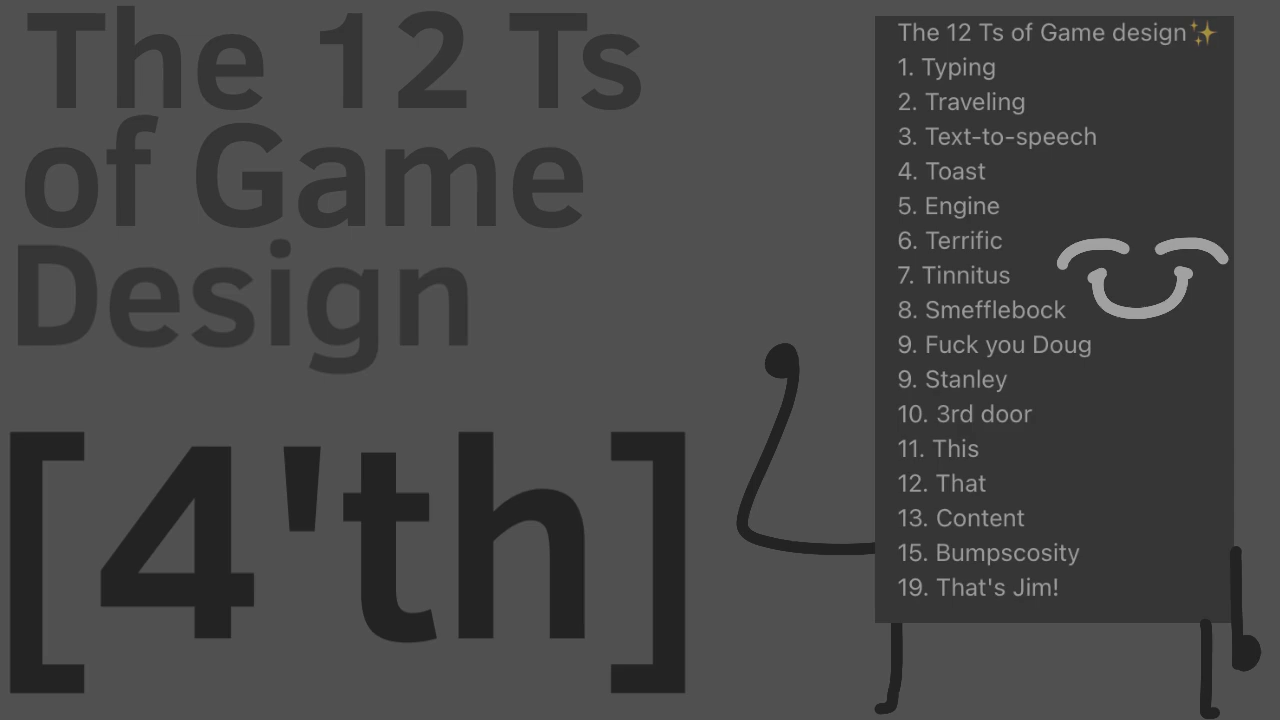 The 12 Ts
of Game
Design
[4'th]
The 12 Ts of Game design✨
1. Typing
2. Traveling
3. Text-to-speech
4. Toast
5. Engine
6. Terrific
7. Tinnitus
8. Smefflebock
9. Fuck you Doug
9. Stanley
10. 3rd door
11. This
12. That
13. Content
15. Bumpscosity
19. That's Jim!